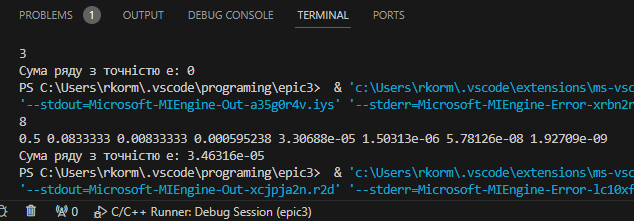 PROBLEMS 1 OUTPUT DEBUG CONSOLE TERMINAL PORTS
3
Сума ряду з точністю е: 0
PS C:\Users\rkorm\.vscode\programing\epic3> & 'c:\Users\rkorm\.vscode\extensions\ms-vsc
'--stdout=Microsoft-MIEngine-Out-a35g0r4v.iys' '--stderr=Microsoft-MIEngine-Error-xrbn2r
8
0.5 0.0833333 0.00833333 0.000595238 3.30688e-05 1.50313e-06 5.78126e-08 1.92709e-09
Сума ряду з точністю е: 3.46316e-05
PS C:\Users\rkorm\.vscode\programing\epic3> & 'c:\Users\rkorm\.vscode\extensions\ms-vsc
'--stdout=Microsoft-MIEngine-Out-xcjpja2n.r2d' '--stderr=Microsoft-MIEngine-Error-lc10xf
0 C/C++ Runner: Debug Session (epic3)